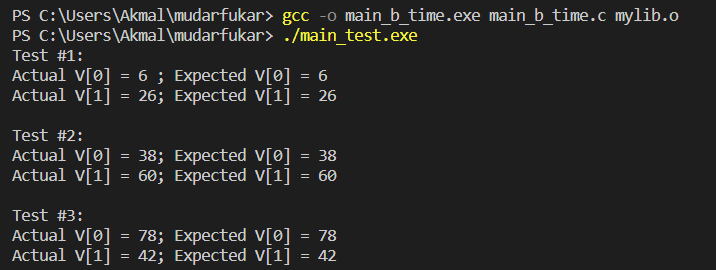 PS C:\Users\Akmal\mudarfukar> gcc -o main_b_time.exe main_b_time.c mylib.o
PS C:\Users\Akmal\mudarfukar> ./main_test.exe
Test #1:
Actual V[0] = 6 ; Expected V[0] = 6
Actual V[1] = 26; Expected V[1] = 26
Test #2:
Actual V[0] = 38; Expected V[0] = 38
Actual V[1] = 60; Expected V[1] = 60
Test #3:
Actual V[0] = 78; Expected V[0] = 78
Actual V[1] = 42; Expected V[1] = 42